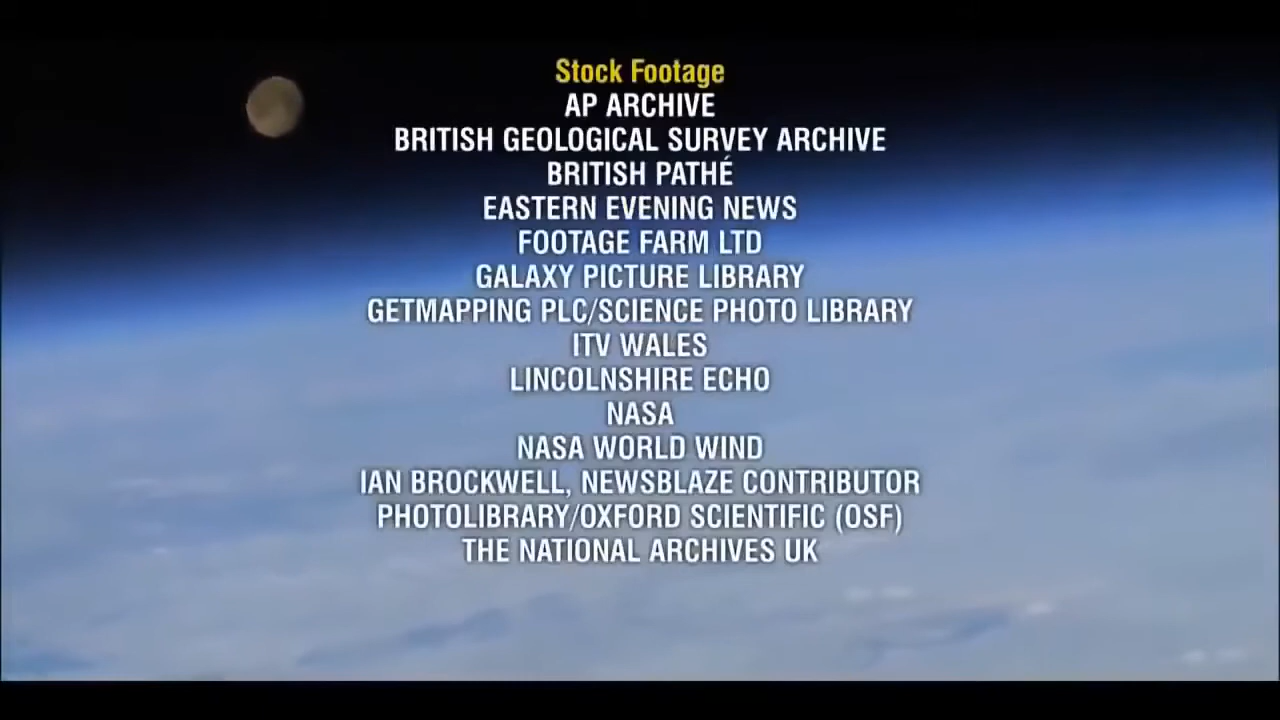 Stock Footage
AP ARCHIVE
BRITISH GEOLOGICAL SURVEY ARCHIVE
BRITISH PATHÉ
EASTERN EVENING NEWS
FOOTAGE FARM LTD
GALAXY PICTURE LIBRARY
GETMAPPING PLC/SCIENCE PHOTO LIBRARY
ITV WALES
LINCOLNSHIRE ECHO
NASA
NASA WORLD WIND
IAN BROCKWELL, NEWSBLAZE CONTRIBUTOR
PHOTOLIBRARY/OXFORD SCIENTIFIC (OSF)
THE NATIONAL ARCHIVES UK